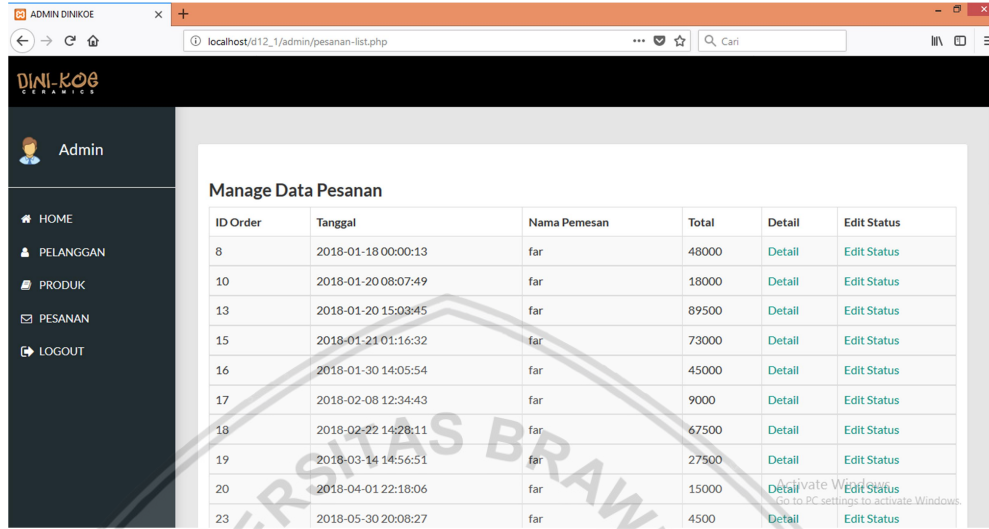 ADMIN DINIKOE
localhost/d12_1/admin/pesanan-list.php
Cari
DINI-KOE
CERAMICS
Admin
HOME
PELANGGAN
PRODUK
PESANAN
LOGOUT
Manage Data Pesanan
ID Order Tanggal Nama Pemesan Total Detail Edit Status
8 2018-01-18 00:00:13 far 48000 Detail Edit Status
10 2018-01-20 08:07:49 far 18000 Detail Edit Status
13 2018-01-20 15:03:45 far 89500 Detail Edit Status
15 2018-01-21 01:16:32 far 73000 Detail Edit Status
16 2018-01-30 14:05:54 far 45000 Detail Edit Status
17 2018-02-08 12:34:43 far 9000 Detail Edit Status
18 2018-02-22 14:28:11 far 67500 Detail Edit Status
19 2018-03-14 14:56:51 far 27500 Detail Edit Status
20 2018-04-01 22:18:06 far 15000 Detail Edit Status
23 2018-05-30 20:08:27 far 4500 Detail Edit Status
Activate Windows
Go to PC settings to activate Windows.
ERSITAS BRAW